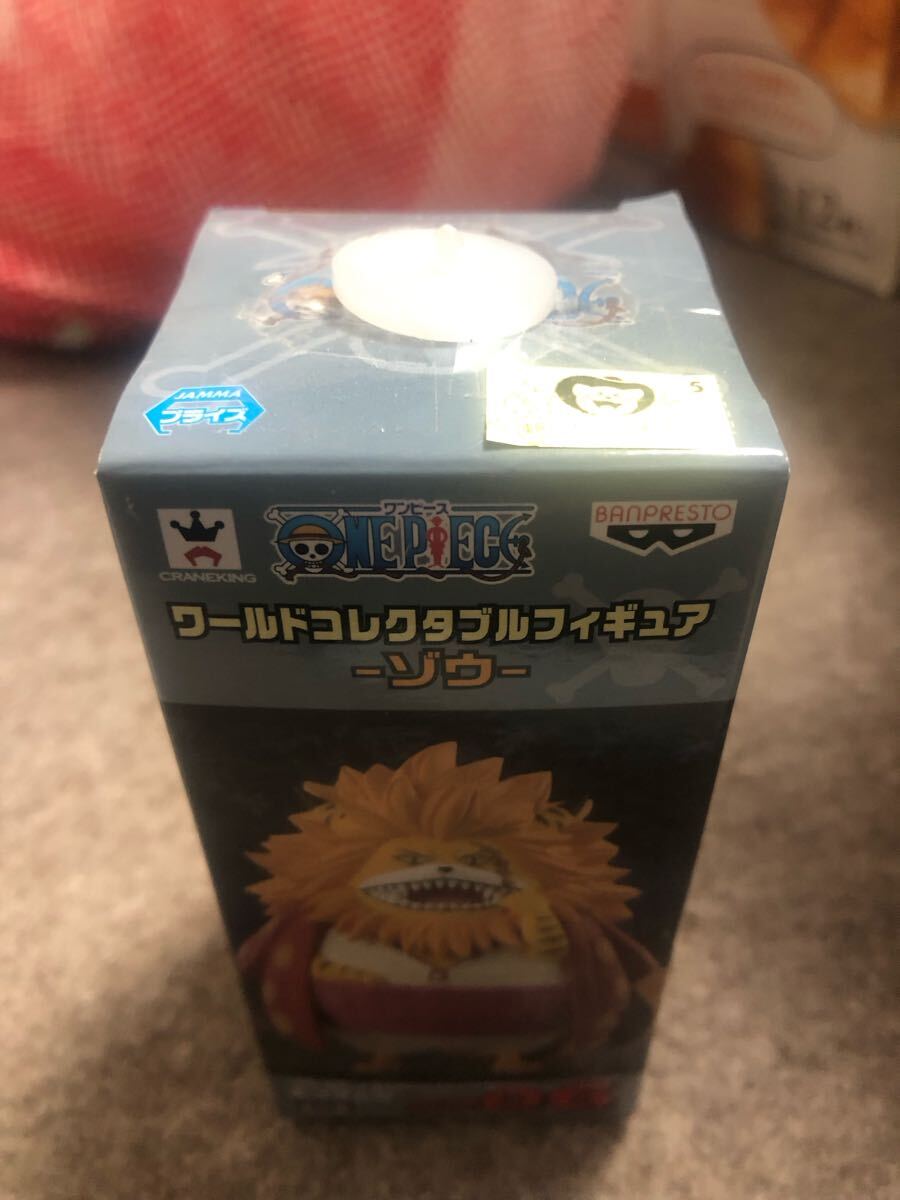 JAMMA
プライズ
5
CRANEKING
ワンピース
ONE PIECE
BANPRESTO
ワールドコレクタブルフィギュア
-ゾウ-